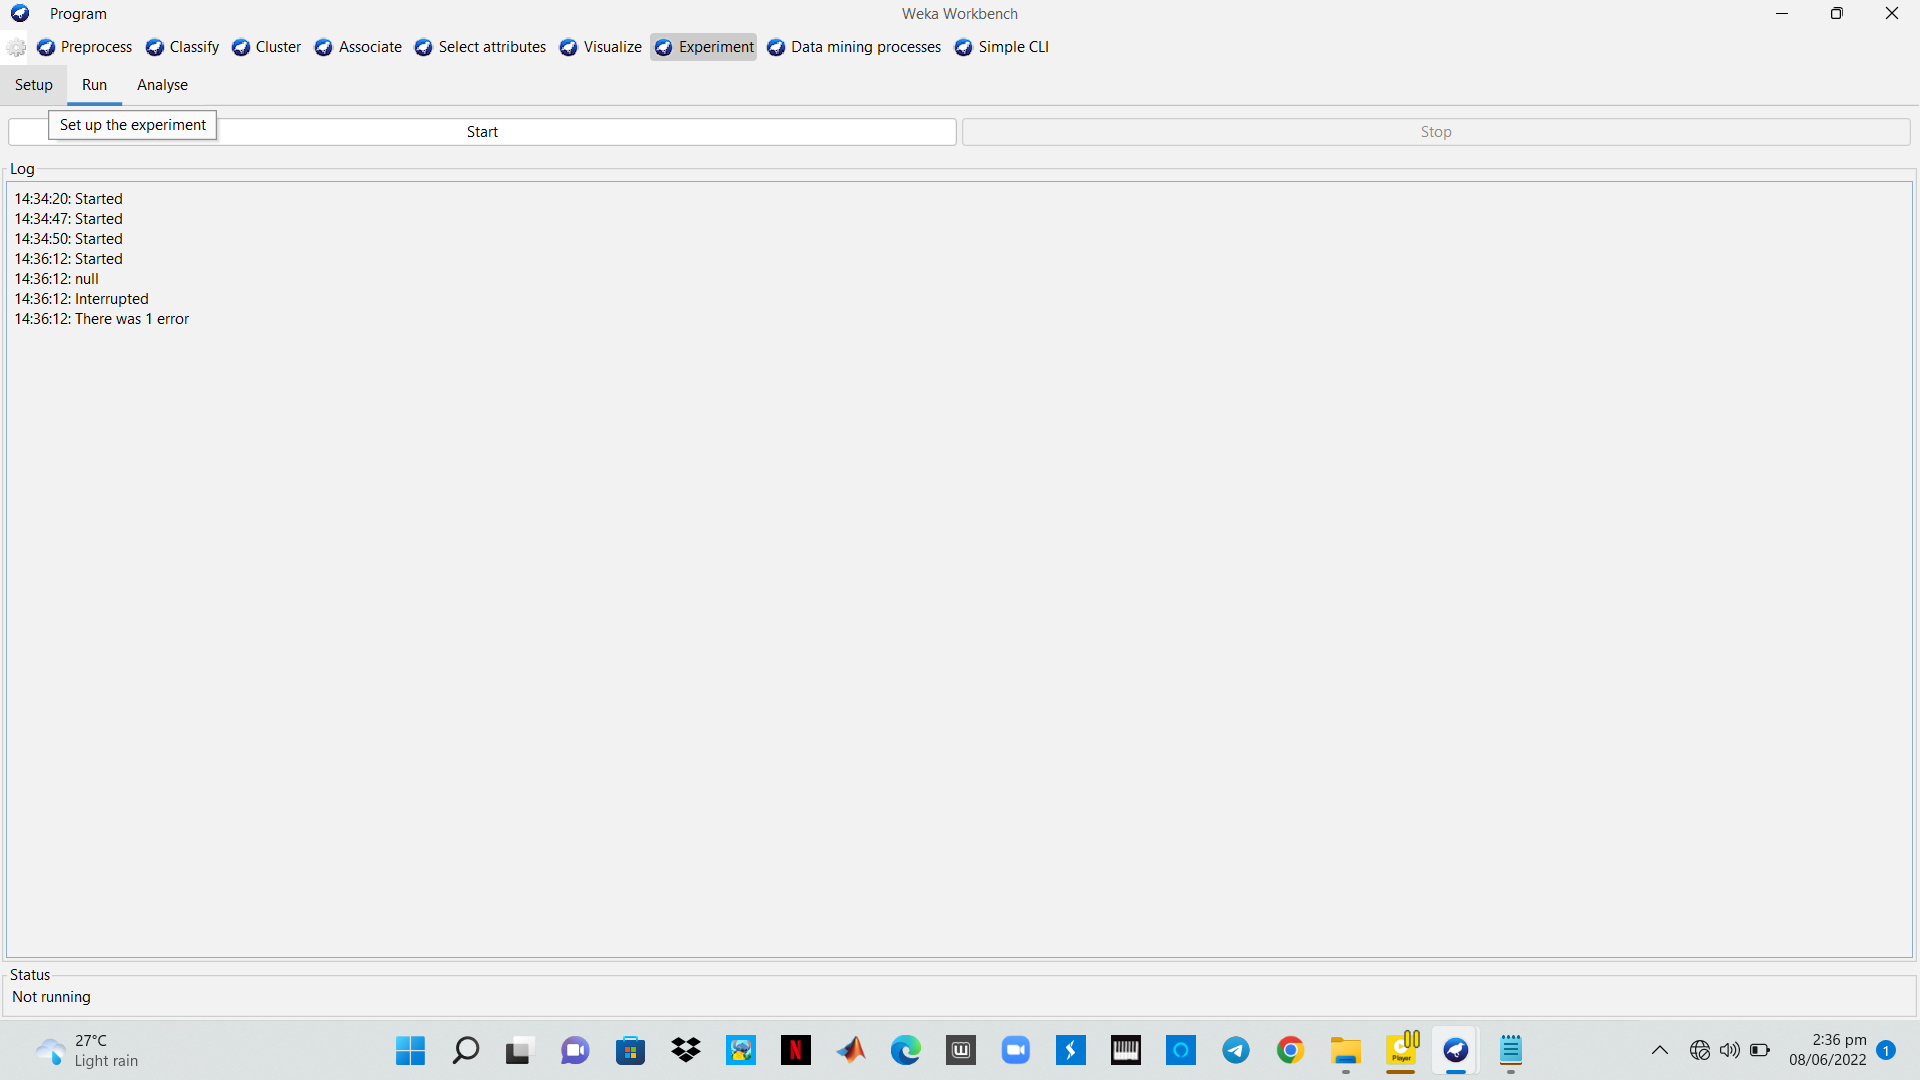 Program
Weka Workbench
Preprocess Classify Cluster Associate Select attributes Visualize Experiment Data mining processes Simple CLI
Setup Run Analyse
Set up the experiment
Start Stop
Log
14:34:20: Started
14:34:47: Started
14:34:50: Started
14:36:12: Started
14:36:12: null
14:36:12: Interrupted
14:36:12: There was 1 error
Status
Not running
27°C
Light rain
N
Player
2:36 pm
08/06/2022
1